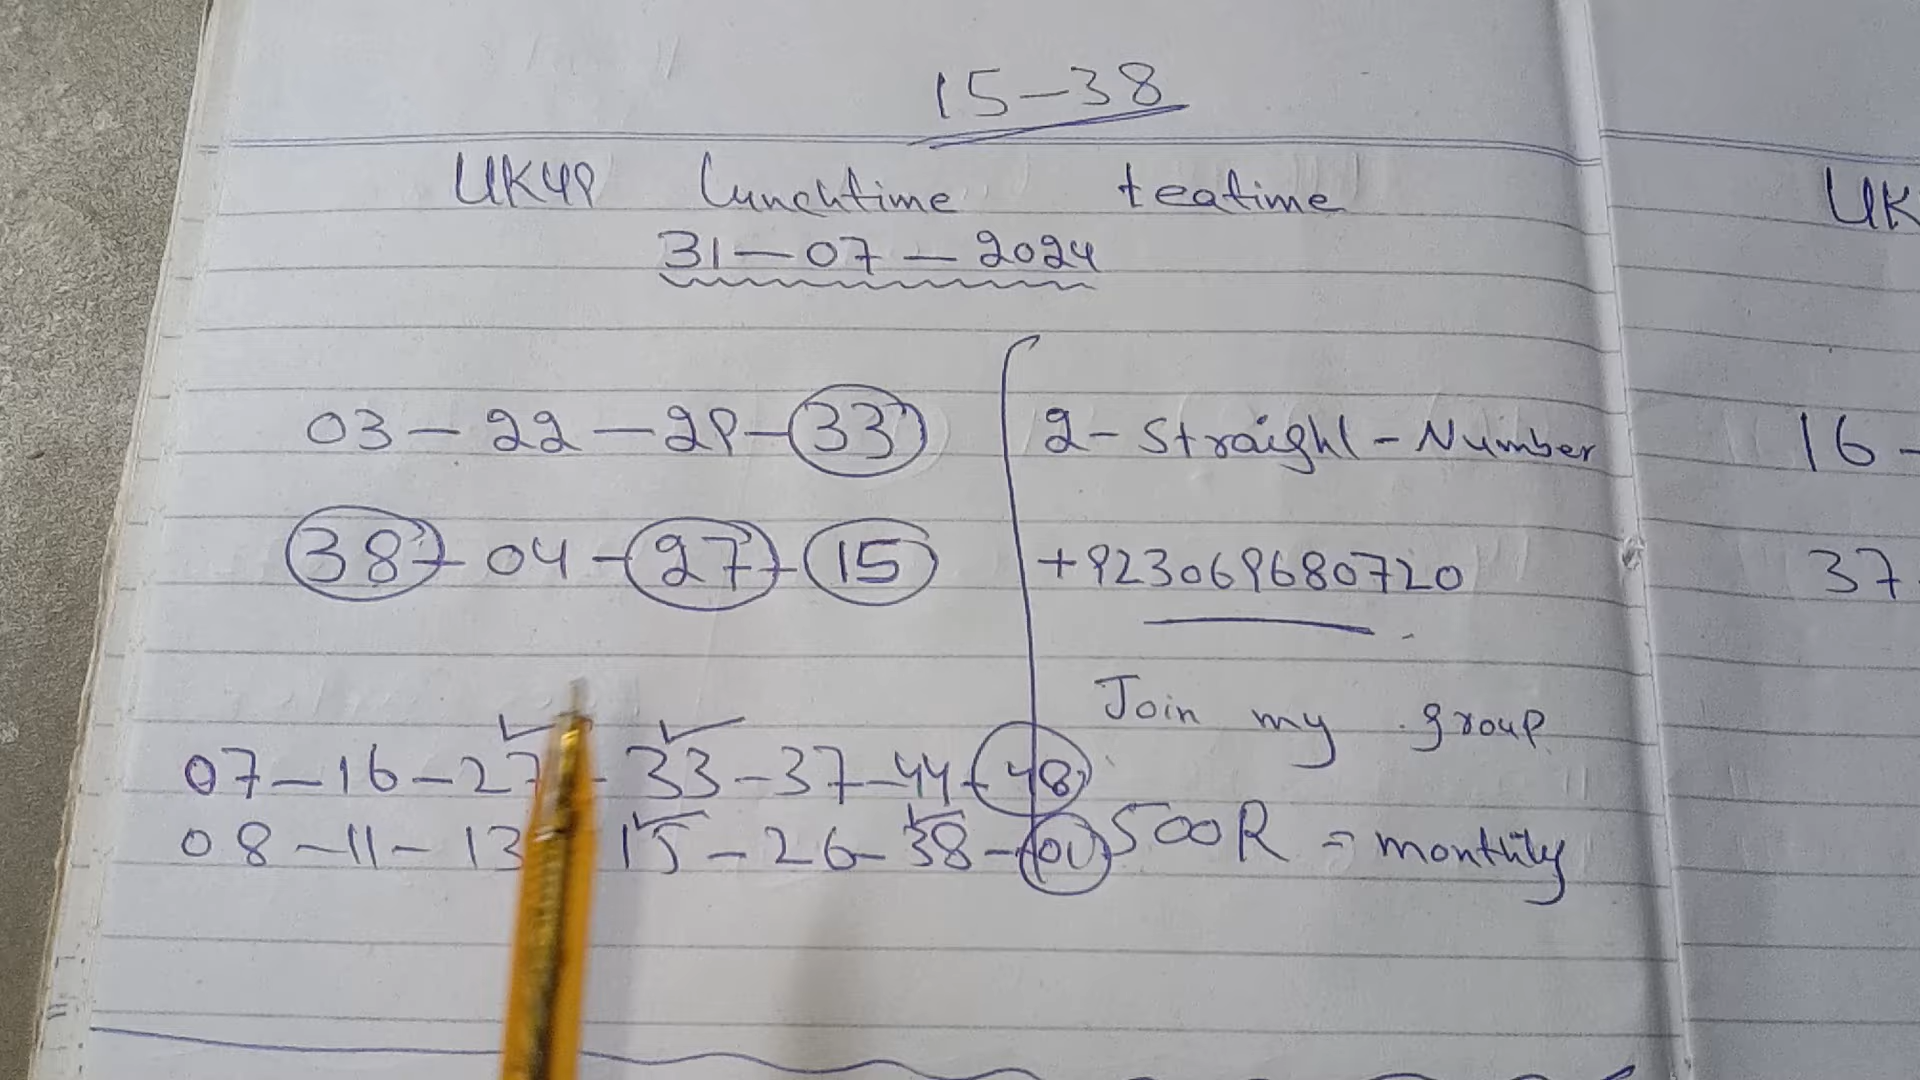 15-38
UK49 Lunchtime teatime
31-07-2024
03-22-29-33
38-04-27-15
2-Straight-Number
+923069680720
Join my group
500R = monthly
07-16-27-33-37-44-48
08-11-13-15-26-38-01
UK
16-
37